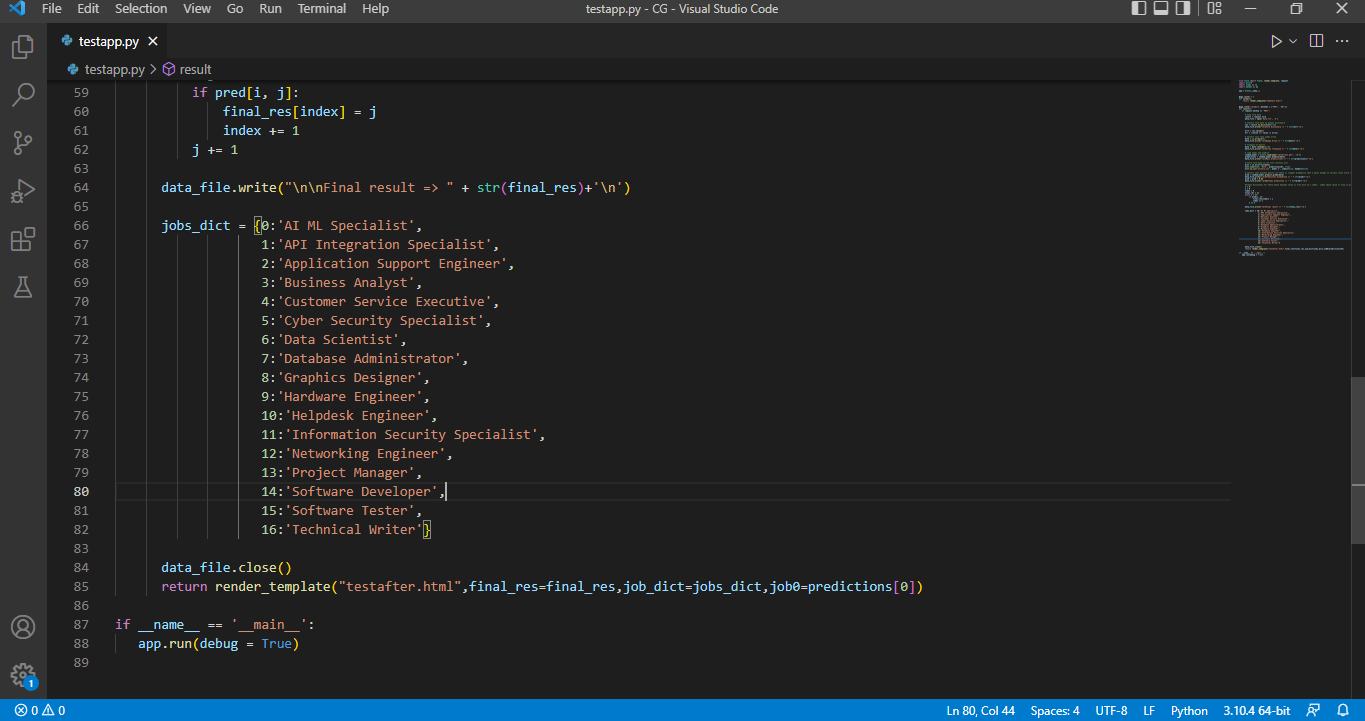 File Edit Selection View Go Run Terminal Help testapp.py - CG - Visual Studio Code
testapp.py
testapp.py > result
59 if pred[i, j]:
60 final_res[index] = j
61 index += 1
62 j += 1
63
64 data_file.write("\n\nFinal result => " + str(final_res)+'\n')
65
66 jobs_dict = {0:'AI ML Specialist',
67 1:'API Integration Specialist',
68 2:'Application Support Engineer',
69 3:'Business Analyst',
70 4:'Customer Service Executive',
71 5:'Cyber Security Specialist',
72 6:'Data Scientist',
73 7:'Database Administrator',
74 8:'Graphics Designer',
75 9:'Hardware Engineer',
76 10:'Helpdesk Engineer',
77 11:'Information Security Specialist',
78 12:'Networking Engineer',
79 13:'Project Manager',
80 14:'Software Developer',
81 15:'Software Tester',
82 16:'Technical Writer'}
83
84 data_file.close()
85 return render_template("testafter.html",final_res=final_res,job_dict=jobs_dict,job0=predictions[0])
86
87 if __name__ == '__main__':
88 app.run(debug = True)
89
1
0 0 Ln 80, Col 44 Spaces: 4 UTF-8 LF Python 3.10.4 64-bit